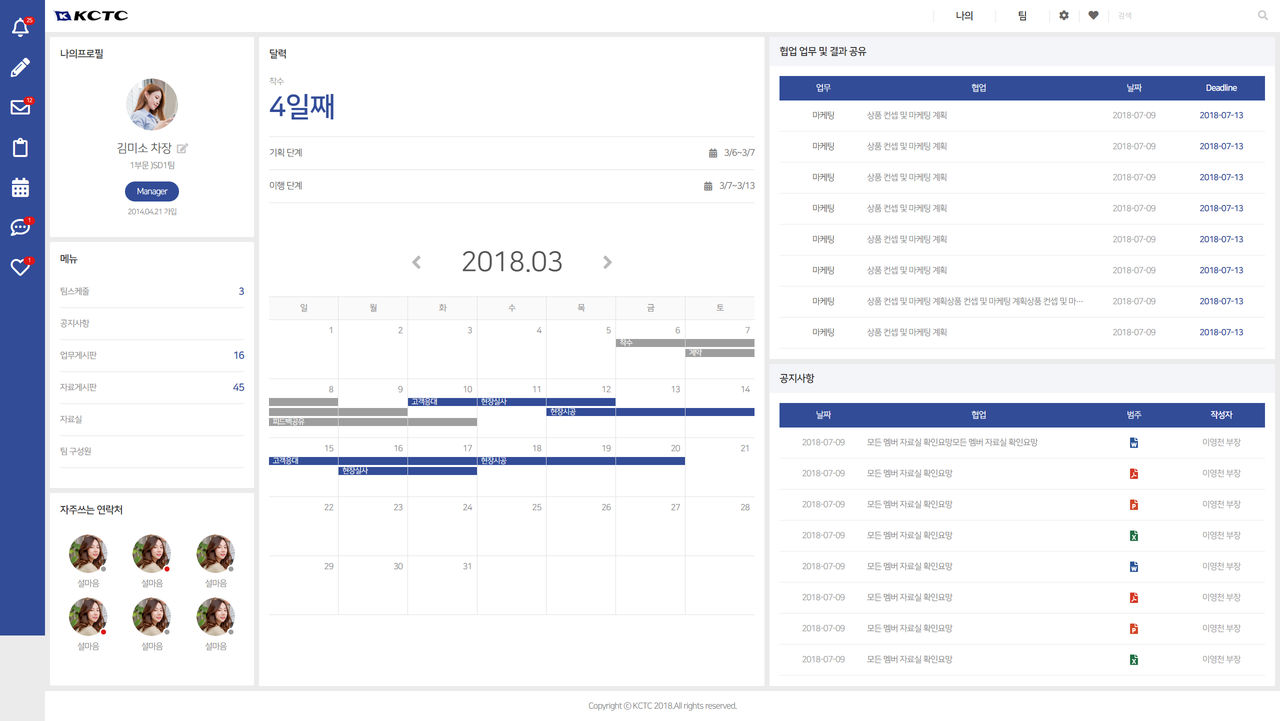 25
12
1
1
KCTC
나의
팀
검색
나의프로필
김미소 차장
1부문 )SD1팀
Manager
2014.04.21 가입
메뉴
팀스케줄 3
공지사항
업무게시판 16
자료게시판 45
자료실
팀 구성원
자주쓰는 연락처
설마음 설마음 설마음
설마음 설마음 설마음
달력
착수
4일째
기획 단계 3/6~3/7
이행 단계 3/7~3/13
2018.03
일 월 화 수 목 금 토
1 2 3 4 5 6 7
착수
계약
8 9 10 11 12 13 14
고객응대 현장실사
현장시공
피드백공유
15 16 17 18 19 20 21
고객응대 현장시공
현장실사
22 23 24 25 26 27 28
29 30 31
협업 업무 및 결과 공유
업무 협업 날짜 Deadline
마케팅 상품 컨셉 및 마케팅 계획 2018-07-09 2018-07-13
마케팅 상품 컨셉 및 마케팅 계획 2018-07-09 2018-07-13
마케팅 상품 컨셉 및 마케팅 계획 2018-07-09 2018-07-13
마케팅 상품 컨셉 및 마케팅 계획 2018-07-09 2018-07-13
마케팅 상품 컨셉 및 마케팅 계획 2018-07-09 2018-07-13
마케팅 상품 컨셉 및 마케팅 계획 2018-07-09 2018-07-13
마케팅 상품 컨셉 및 마케팅 계획상품 컨셉 및 마케팅 계획상품 컨셉 및 마… 2018-07-09 2018-07-13
마케팅 상품 컨셉 및 마케팅 계획 2018-07-09 2018-07-13
공지사항
날짜 협업 범주 작성자
2018-07-09 모든 멤버 자료실 확인요망모든 멤버 자료실 확인요망 이영천 부장
2018-07-09 모든 멤버 자료실 확인요망 이영천 부장
2018-07-09 모든 멤버 자료실 확인요망 이영천 부장
2018-07-09 모든 멤버 자료실 확인요망 이영천 부장
2018-07-09 모든 멤버 자료실 확인요망 이영천 부장
2018-07-09 모든 멤버 자료실 확인요망 이영천 부장
2018-07-09 모든 멤버 자료실 확인요망 이영천 부장
2018-07-09 모든 멤버 자료실 확인요망 이영천 부장
Copyright ⓒ KCTC 2018.All rights reserved.